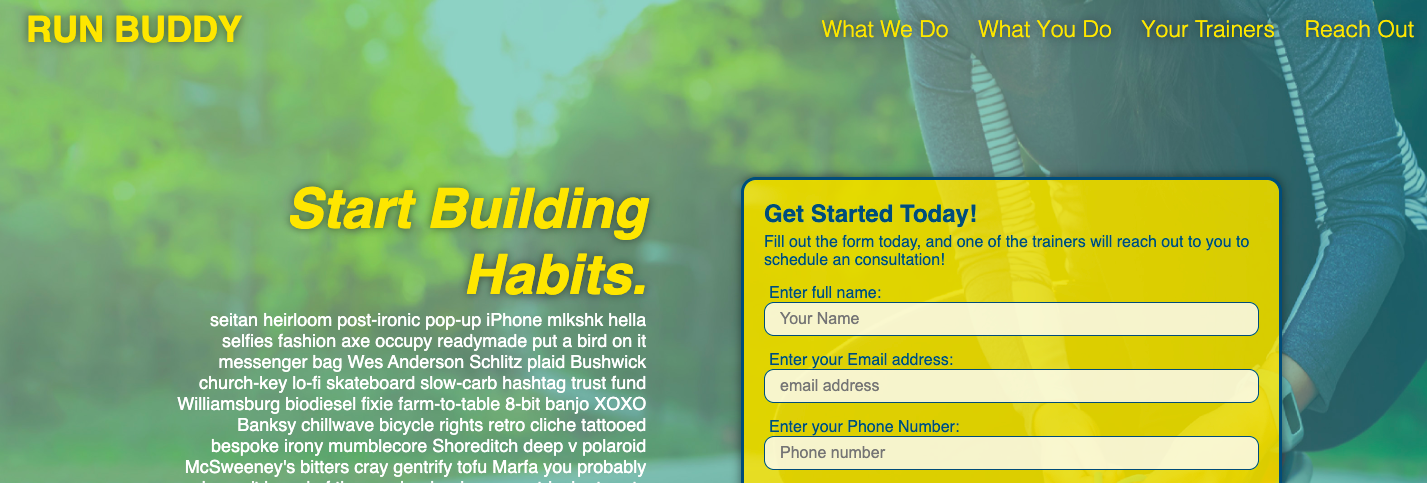 RUN BUDDY
What We Do What You Do Your Trainers Reach Out
Start Building
Habits.
seitan heirloom post-ironic pop-up iPhone mlkshk hella
selfies fashion axe occupy readymade put a bird on it
messenger bag Wes Anderson Schlitz plaid Bushwick
church-key lo-fi skateboard slow-carb hashtag trust fund
Williamsburg biodiesel fixie farm-to-table 8-bit banjo XOXO
Banksy chillwave bicycle rights retro cliche tattooed
bespoke irony mumblecore Shoreditch deep v polaroid
McSweeney's bitters cray gentrify tofu Marfa you probably
Get Started Today!
Fill out the form today, and one of the trainers will reach out to you to
schedule an consultation!
Enter full name:
Your Name
Enter your Email address:
email address
Enter your Phone Number:
Phone number